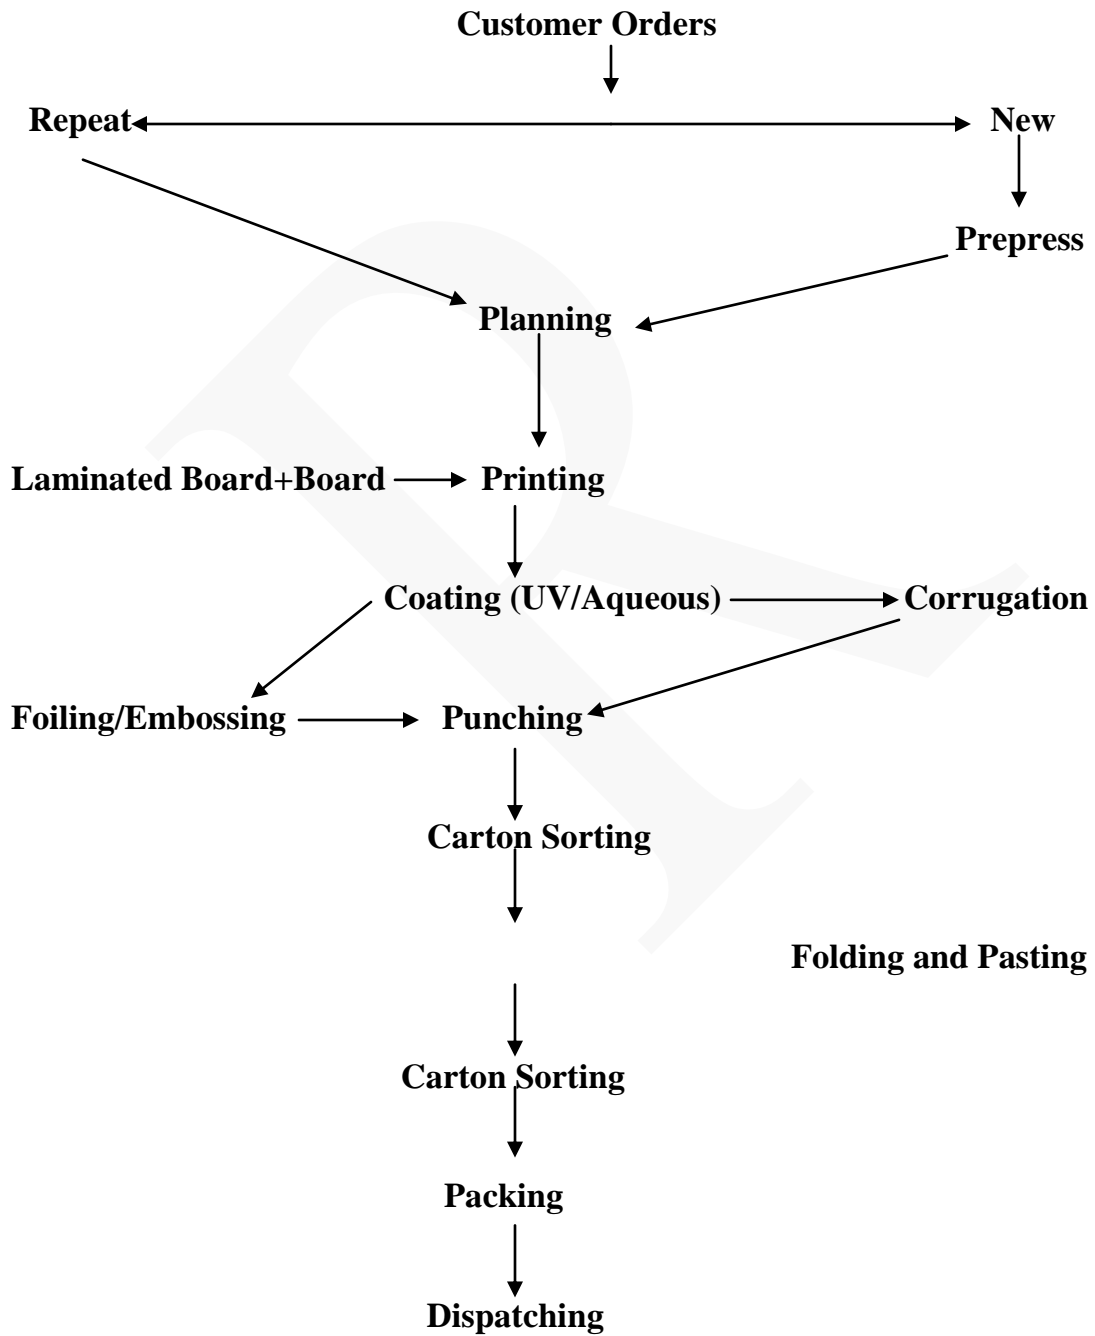 Customer Orders
Repeat New
Prepress
Planning
Laminated Board+Board Printing
Coating (UV/Aqueous) Corrugation
Foiling/Embossing Punching
Carton Sorting
Folding and Pasting
Carton Sorting
Packing
Dispatching